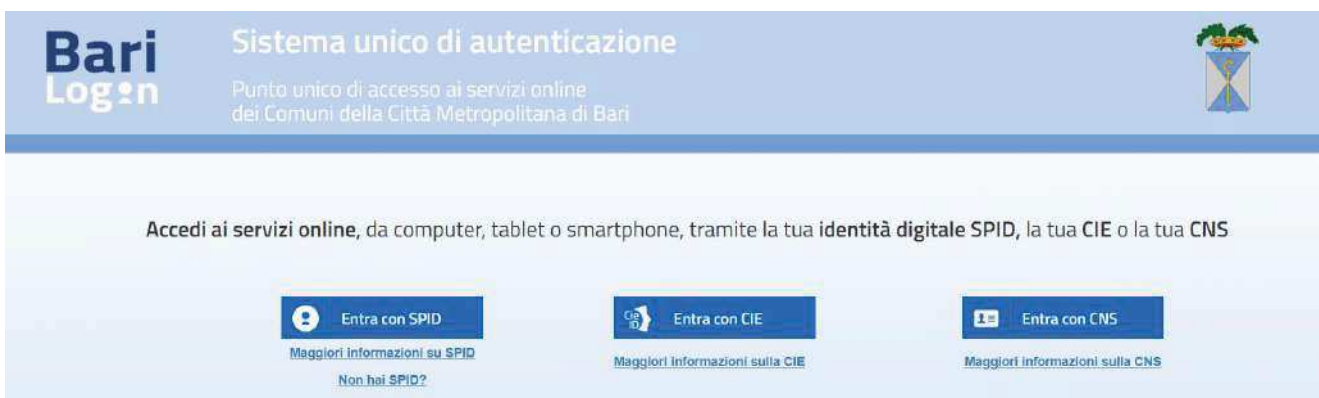 Bari
Login
Sistema unico di autenticazione
Punto unico di accesso ai servizi online
dei Comuni della Città Metropolitana di Bari
Accedi ai servizi online, da computer, tablet o smartphone, tramite la tua identità digitale SPID, la tua CIE o la tua CNS
Entra con SPID
Maggiori informazioni su SPID
Non hai SPID?
Entra con CIE
Maggiori informazioni sulla CIE
Entra con CNS
Maggiori informazioni sulla CNS